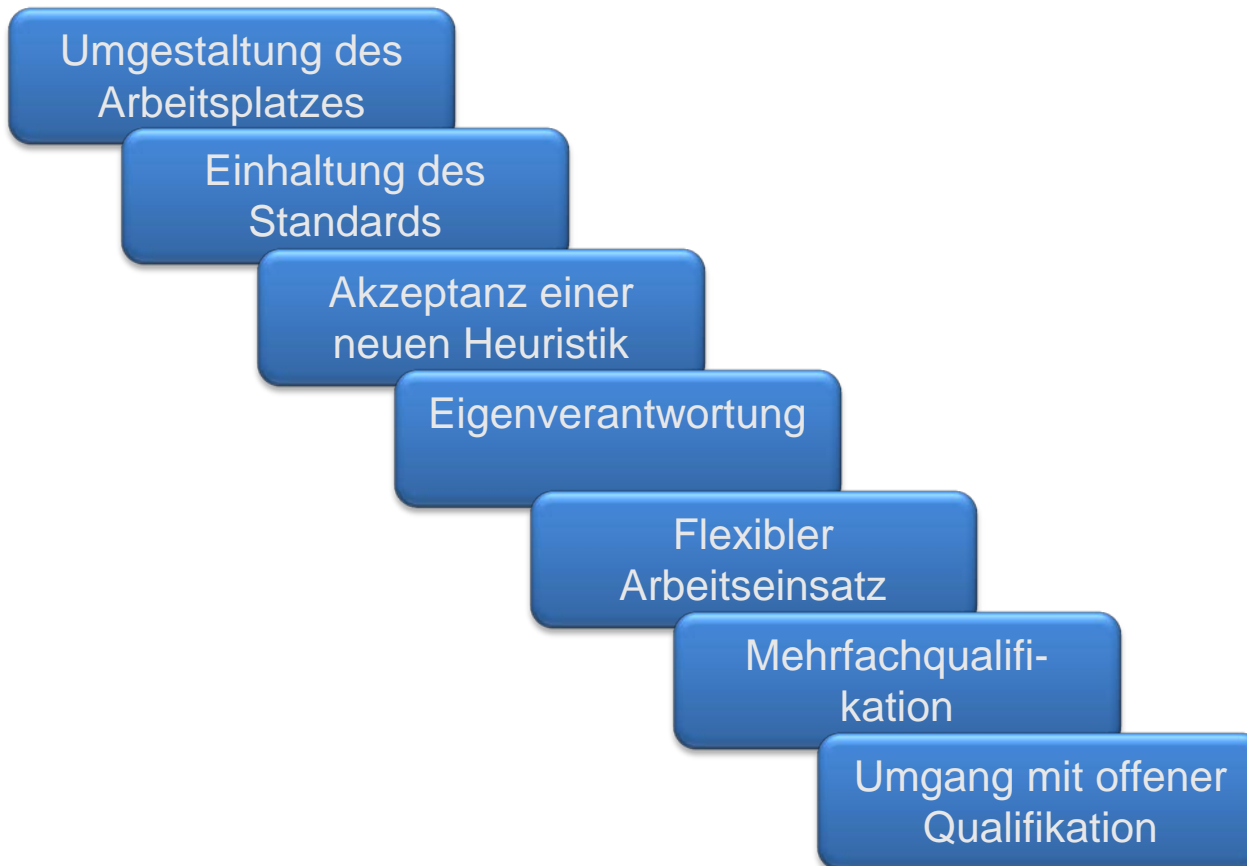 Umgestaltung des
Arbeitsplatzes
Einhaltung des
Standards
Akzeptanz einer
neuen Heuristik
Eigenverantwortung
Flexibler
Arbeitseinsatz
Mehrfachqualifi-
kation
Umgang mit offener
Qualifikation